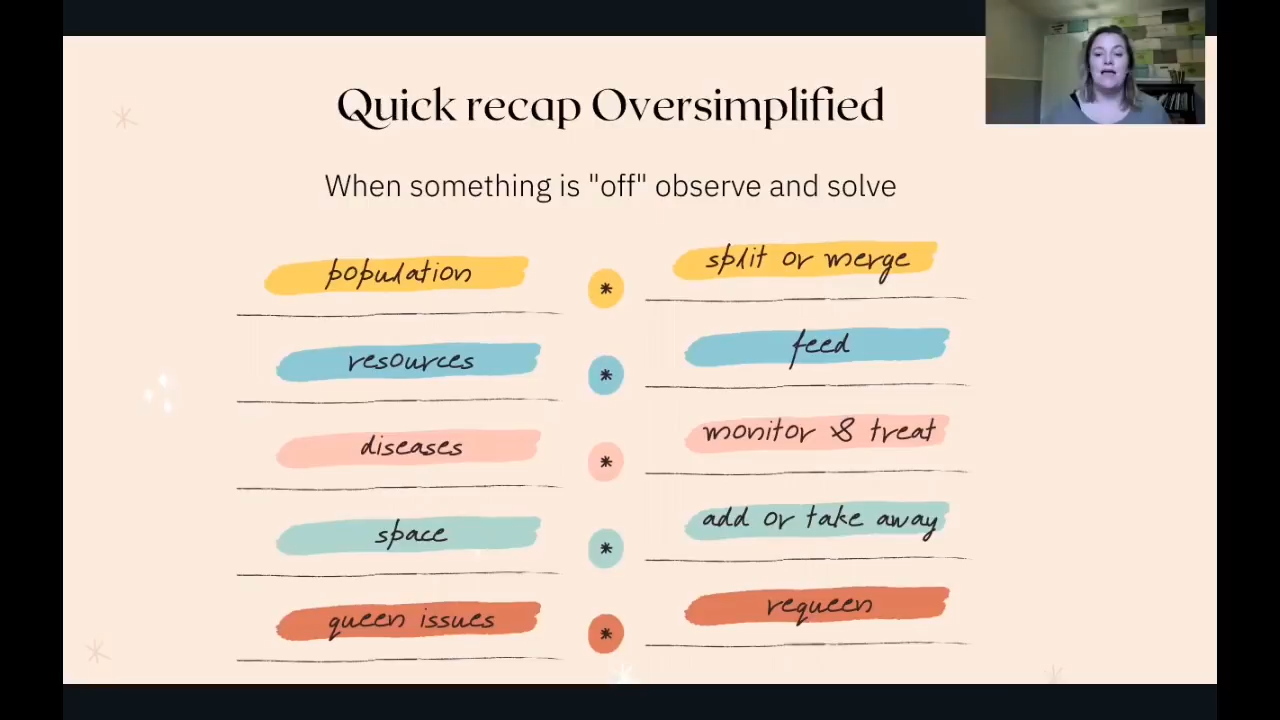 Quick recap Oversimplified
When something is "off" observe and solve
population * split or merge
resources * feed
diseases * monitor & treat
space * add or take away
queen issues * requeen